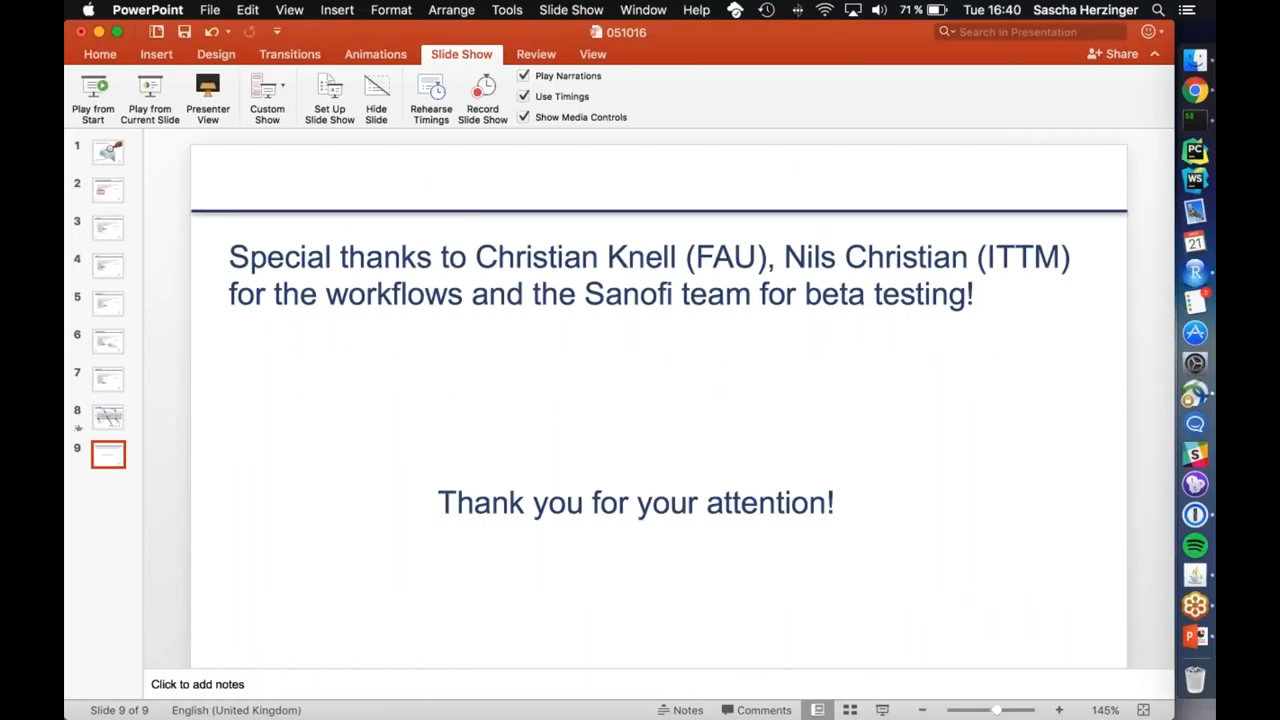 PowerPoint File Edit View Insert Format Arrange Tools Slide Show Window Help 71 % Tue 16:40 Sascha Herzinger
051016
Search in Presentation
Home Insert Design Transitions Animations Slide Show Review View
Share
Play from Start
Play from Current Slide
Presenter View
Custom Show
Set Up Slide Show
Hide Slide
Rehearse Timings
Record Slide Show
Play Narrations
Use Timings
Show Media Controls
1
2
3
4
5
6
7
8
9
Special thanks to Christian Knell (FAU), Nils Christian (ITTM)
for the workflows and the Sanofi team for beta testing!
Thank you for your attention!
Click to add notes
Slide 9 of 9 English (United Kingdom) Notes Comments 145%
PC
WS
21
R
S
P